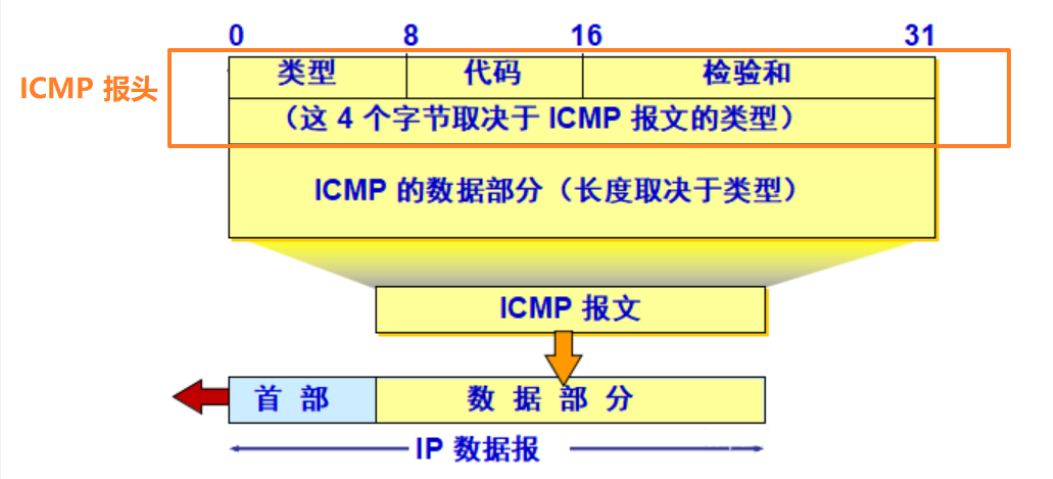 0 8 16 31
ICMP 报头
类型 代码 检验和
（这 4 个字节取决于 ICMP 报文的类型）
ICMP 的数据部分（长度取决于类型）
ICMP 报文
首 部 数 据 部 分
IP 数据报